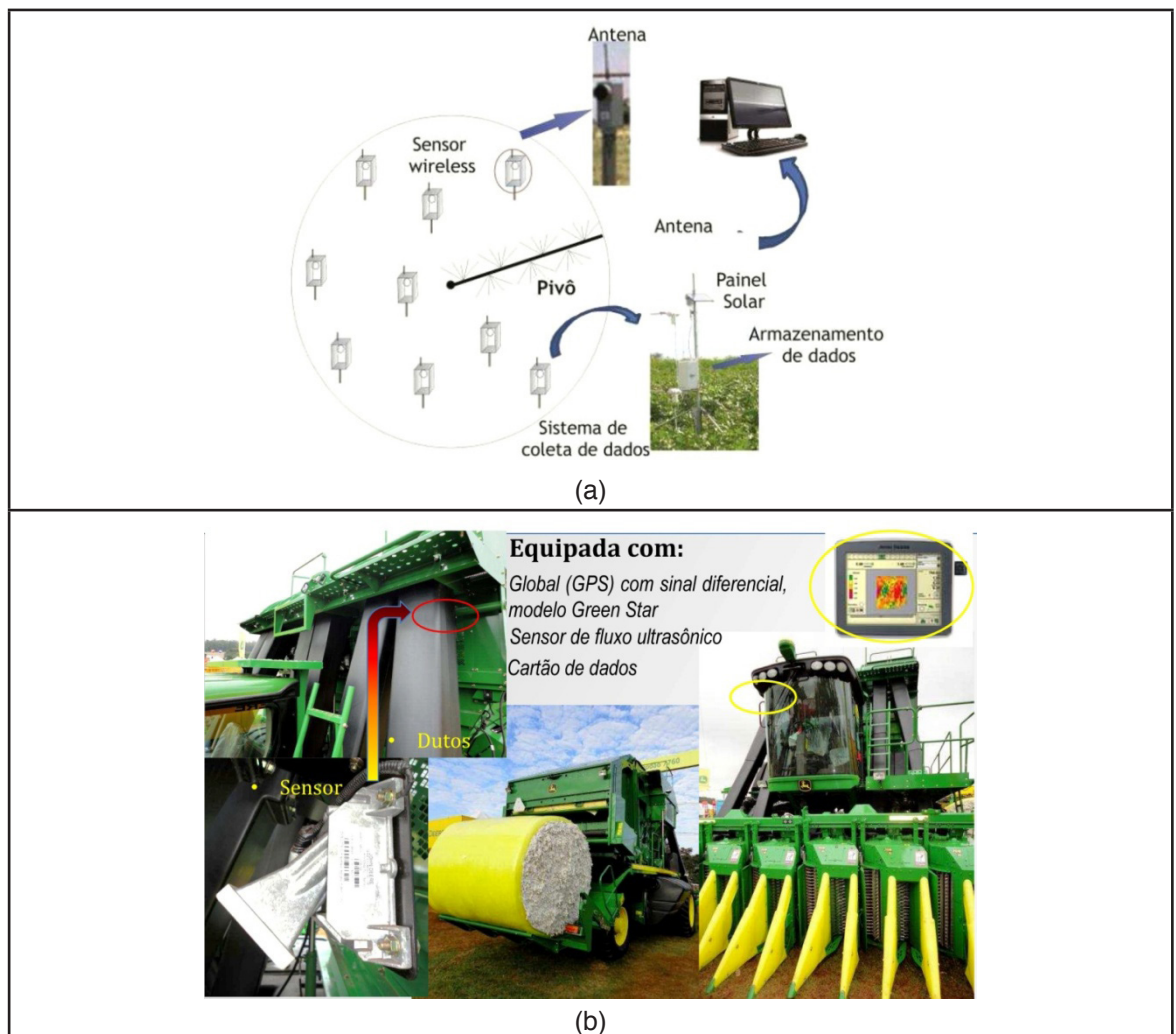 Antena
Sensor
wireless
Antena
Pivô
Painel
Solar
Armazenamento
de dados
Sistema de
coleta de dados
(a)
Equipada com:
Global (GPS) com sinal diferencial,
modelo Green Star
Sensor de fluxo ultrasônico
Cartão de dados
• Dutos
• Sensor
(b)